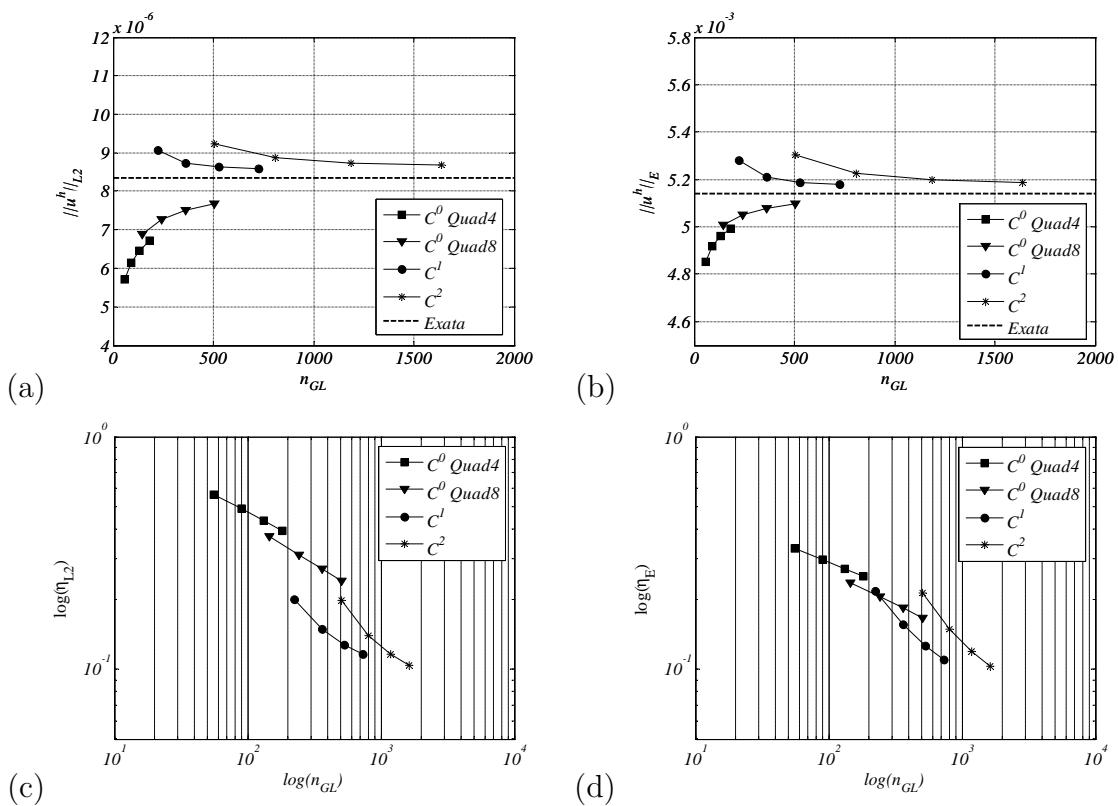 x 10^-6
12
11
10
9
8
7
6
5
4
||u^h||_L2
0 500 1000 1500 2000
n_GL
C^0 Quad4
C^0 Quad8
C^1
C^2
Exata
(a)
x 10^-3
5.8
5.6
5.4
5.2
5
4.8
4.6
||u^h||_E
0 500 1000 1500 2000
n_GL
C^0 Quad4
C^0 Quad8
C^1
C^2
Exata
(b)
10^0
10^-1
log(η_L2)
10^1 10^2 10^3 10^4
log(n_GL)
C^0 Quad4
C^0 Quad8
C^1
C^2
(c)
10^0
10^-1
log(η_E)
10^1 10^2 10^3 10^4
log(n_GL)
C^0 Quad4
C^0 Quad8
C^1
C^2
(d)